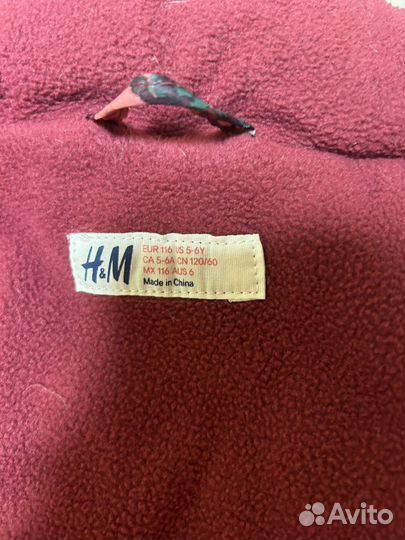 H&M
EUR 116 US 5-6Y
CA 5-6A CN 120/60
MX 116 AUS 6
Made in China
Avito